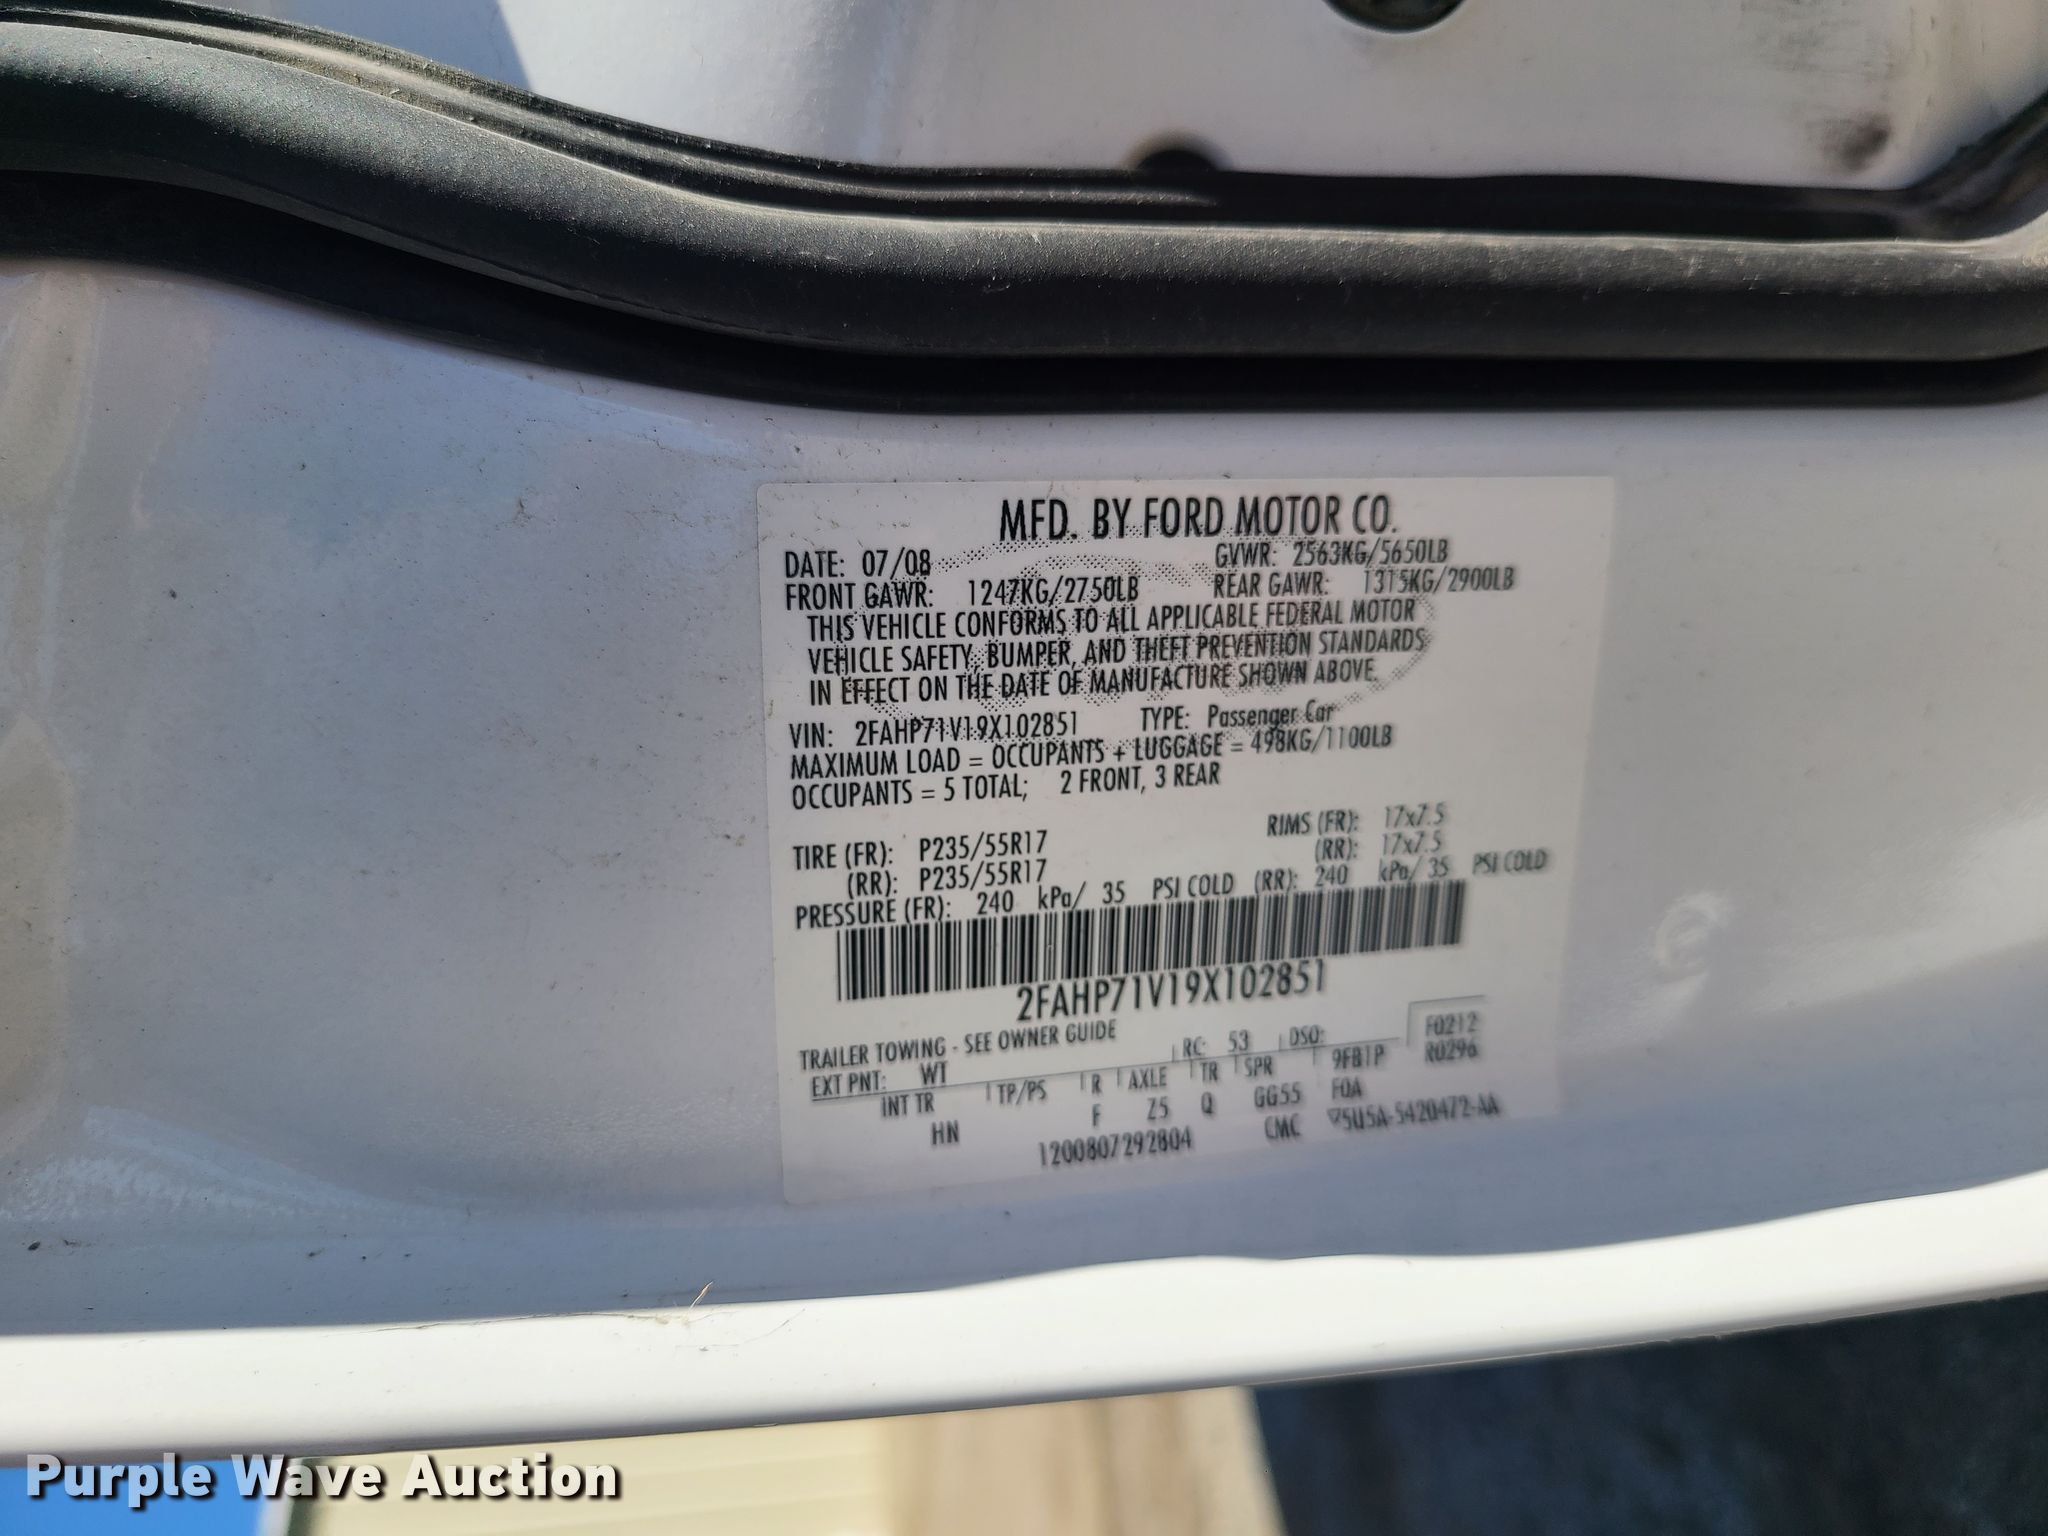 MFD. BY FORD MOTOR CO.
DATE: 07/08 GVWR: 2563KG/5650LB
FRONT GAWR: 1247KG/2750LB REAR GAWR: 1315KG/2900LB
THIS VEHICLE CONFORMS TO ALL APPLICABLE FEDERAL MOTOR
VEHICLE SAFETY, BUMPER, AND THEFT PREVENTION STANDARDS
IN EFFECT ON THE DATE OF MANUFACTURE SHOWN ABOVE.
VIN: 2FAHP71V19X102851 TYPE: Passenger Car
MAXIMUM LOAD = OCCUPANTS + LUGGAGE = 498KG/1100LB
OCCUPANTS = 5 TOTAL; 2 FRONT, 3 REAR
TIRE (FR): P235/55R17 RIMS (FR): 17x7.5
(RR): P235/55R17 (RR): 17x7.5
PRESSURE (FR): 240 kPa/ 35 PSI COLD (RR): 240 kPa/ 35 PSI COLD
2FAHP71V19X102851
TRAILER TOWING - SEE OWNER GUIDE
EXT PNT: WT RC: 53 DSO: F0212
INT TR TP/PS R AXLE TR SPR 9FB1P R0296
HN F Z5 Q GG55 FOA
1200807292804 CMC 5U5A-5420472-AA
Purple Wave Auction